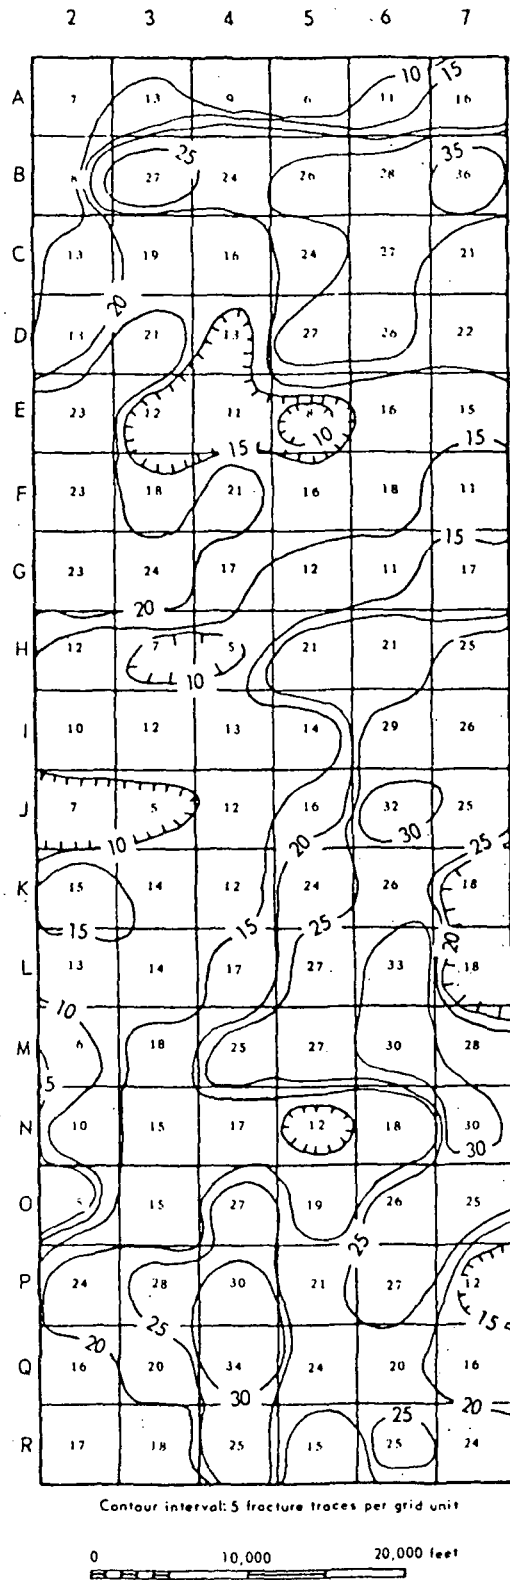 2 3 4 5 6 7
10 15
A 7 13 9 6 11 16
25 35
B 8 27 24 26 28 36
C 13 19 16 24 27 21
20
D 13 21 13 27 26 22
E 23 12 11 8 16 15
10
15 15
F 23 18 21 16 18 11
15
G 23 24 17 12 11 17
20
H 12 7 5 21 21 25
10
I 10 12 13 14 29 26
J 7 5 12 16 32 25
30
10 20 25
K 15 14 12 24 26 18
15 15 25 20
L 13 14 17 27 33 18
10
M 6 18 25 27 30 28
5
N 10 15 17 12 18 30
30
O 5 15 27 19 26 25
25
P 24 28 30 21 27 12
25 15
20
Q 16 20 34 24 20 16
30 20
25
R 17 18 25 15 25 24
Contour interval: 5 fracture traces per grid unit
0 10,000 20,000 feet